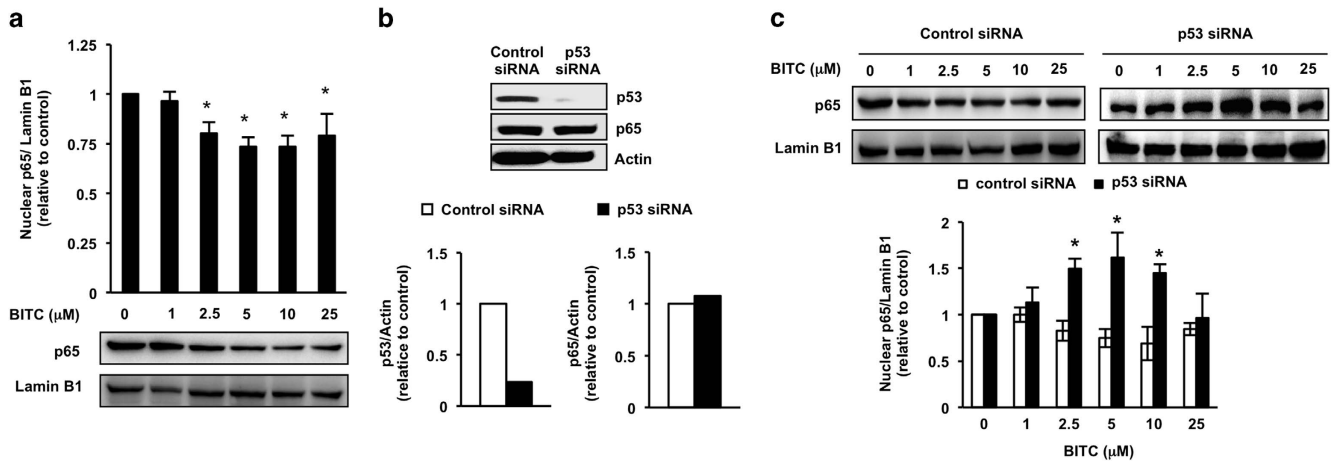 a
Nuclear p65/ Lamin B1
(relative to control)
1.25
1
0.75
0.5
0.25
0
* * * *
BITC (μM) 0 1 2.5 5 10 25
p65
Lamin B1
b
Control siRNA p53 siRNA
p53
p65
Actin
Control siRNA p53 siRNA
p53/Actin
(relatice to control)
1.5
1
0.5
0
p65/Actin
(relative to control)
1.5
1
0.5
0
c
Control siRNA p53 siRNA
BITC (μM) 0 1 2.5 5 10 25 0 1 2.5 5 10 25
p65
Lamin B1
control siRNA p53 siRNA
Nuclear p65/Lamin B1
(relative to control)
2
1.5
1
0.5
0
* * *
0 1 2.5 5 10 25
BITC (μM)